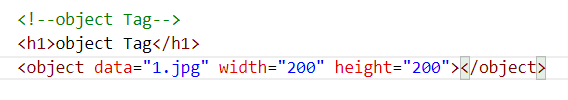 <!--object Tag-->
<h1>object Tag</h1>
<object data="1.jpg" width="200" height="200"></object>